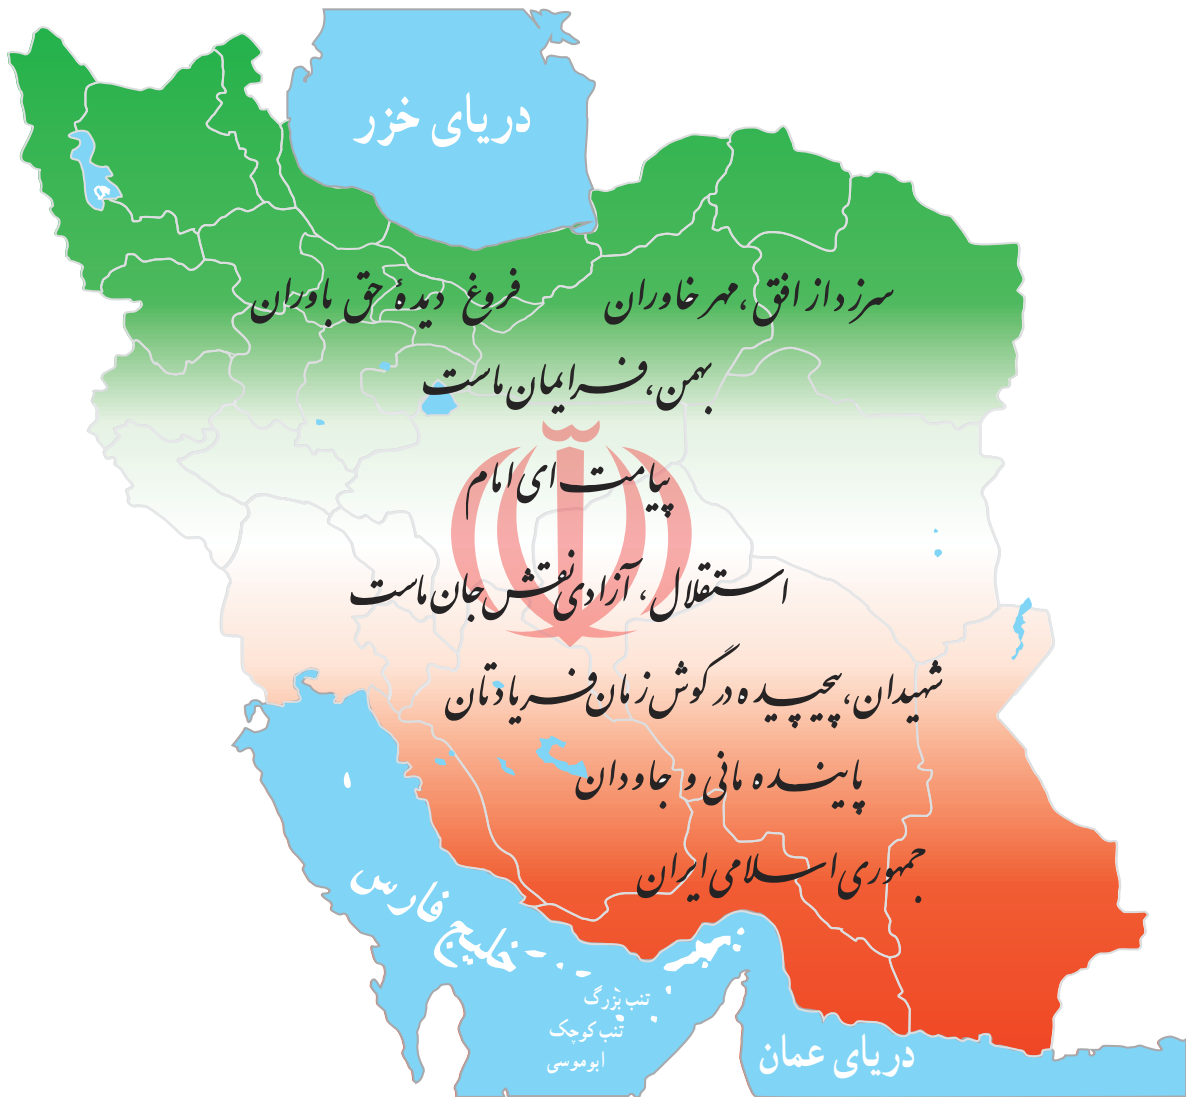 دریای خزر
سر زد از افق، مهر خاوران فروغ دیدهٔ حق باوران
بهمن، فر ایمان ماست
پیامت ای امام
استقلال، آزادی نقش جان ماست
شهیدان، پیچیده در گوش زمان فریادتان
پاینده مانی و جاودان
جمهوری اسلامی ایران
خلیج فارس
تنب بزرگ
تنب کوچک
ابوموسی
دریای عمان